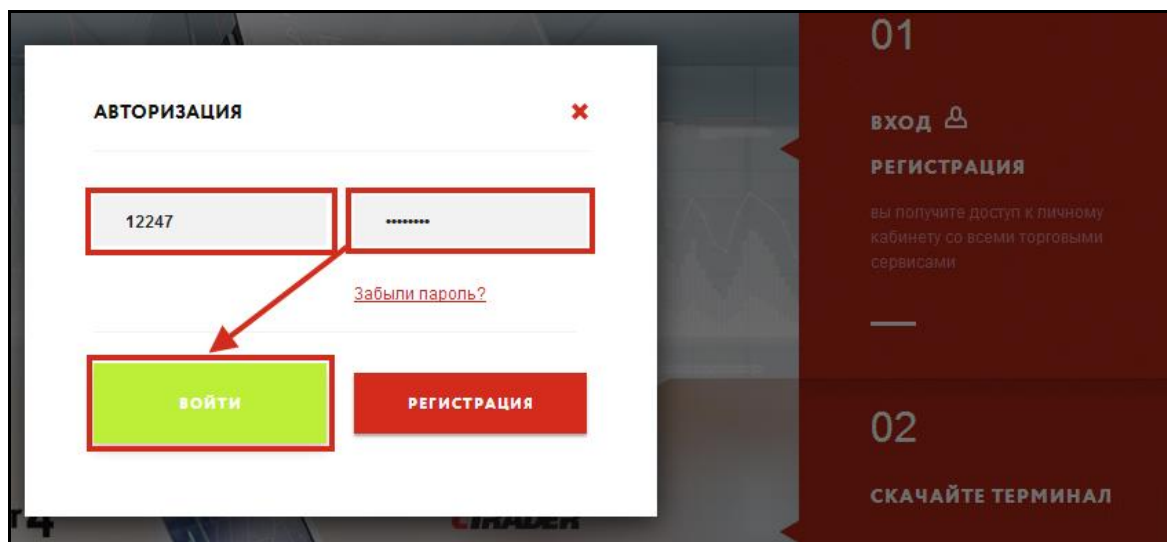 АВТОРИЗАЦИЯ
12247
••••••••
Забыли пароль?
ВОЙТИ
РЕГИСТРАЦИЯ
01
ВХОД
РЕГИСТРАЦИЯ
вы получите доступ к личному
кабинету со всеми торговыми
сервисами
02
СКАЧАЙТЕ ТЕРМИНАЛ
CTRADER